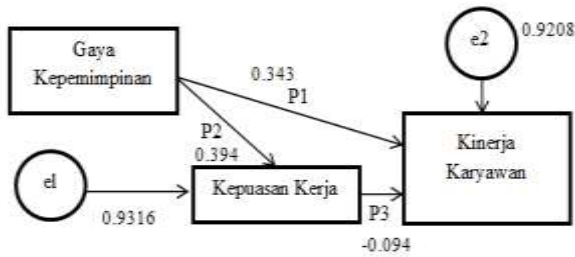 Gaya
Kepemimpinan
e2
0.9208
0.343
P1
P2
0.394
Kinerja
Karyawan
el
Kepuasan Kerja
0.9316
P3
-0.094